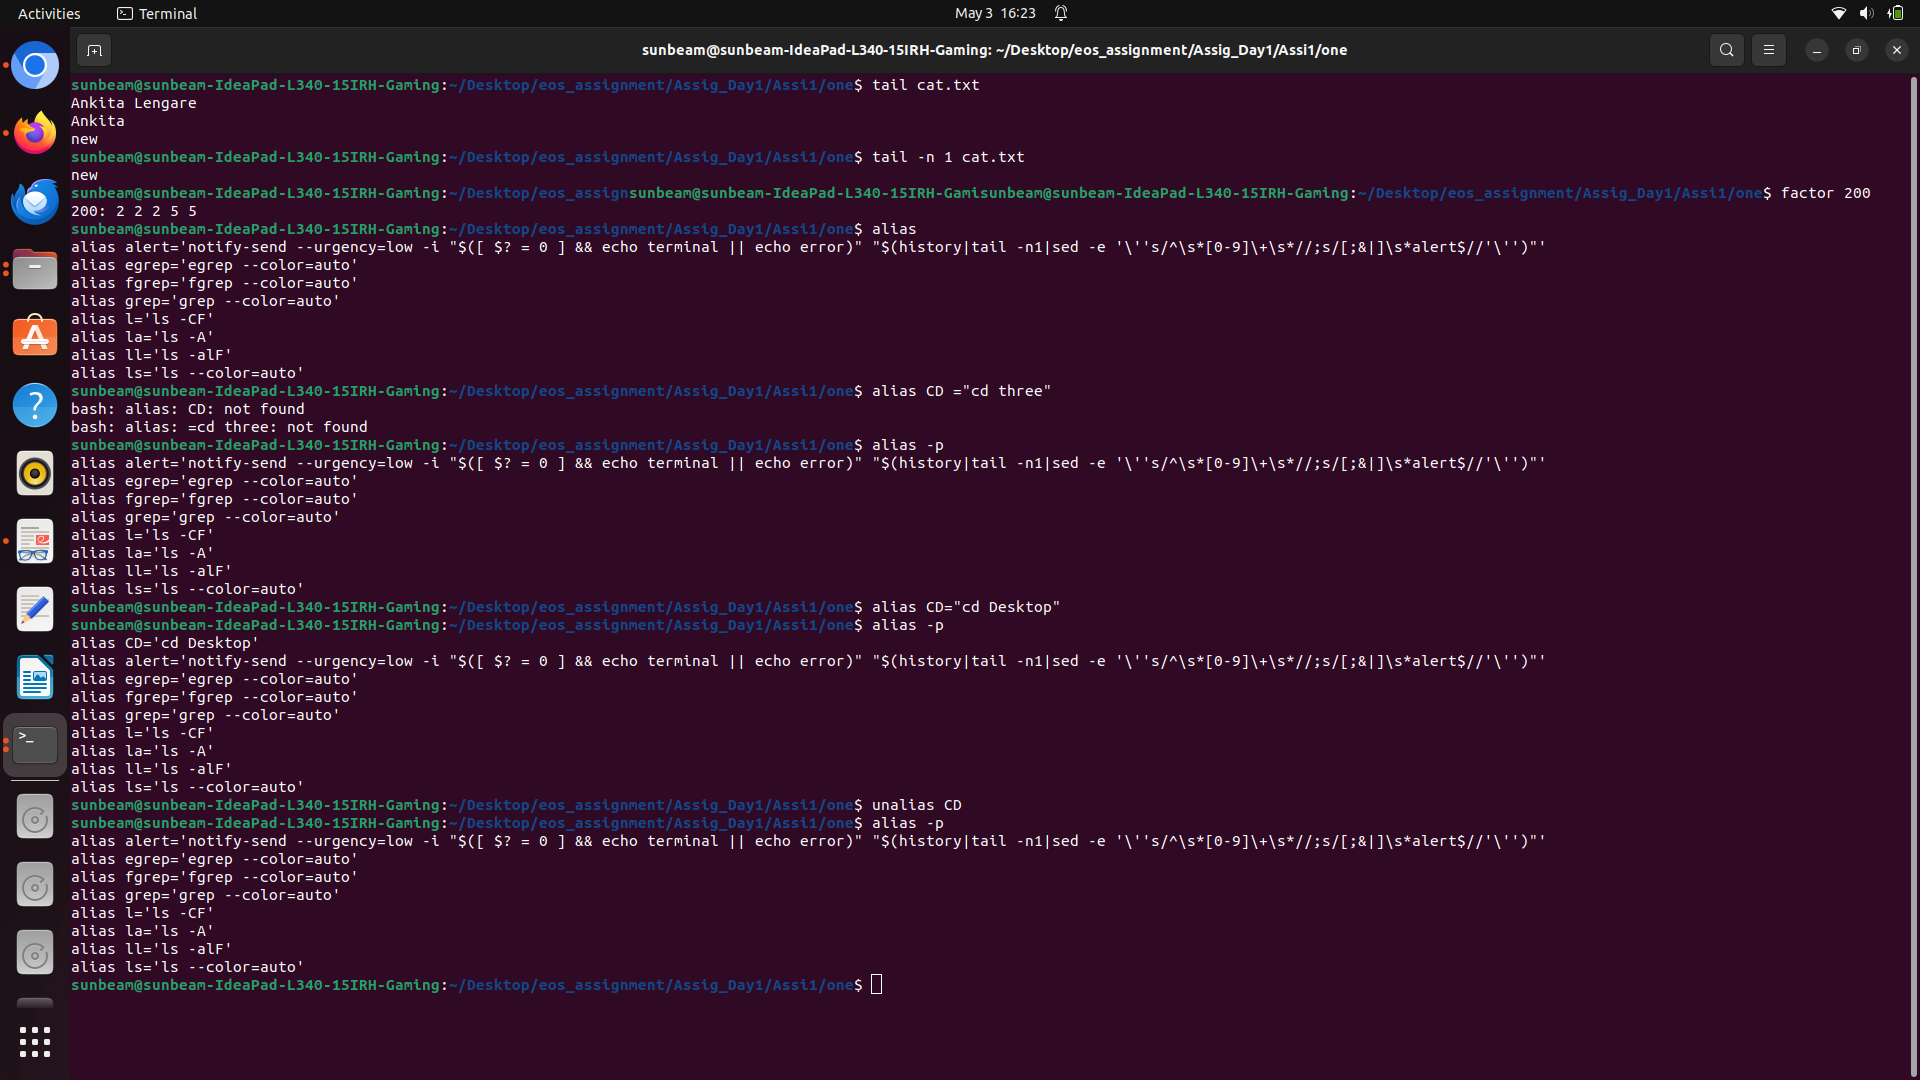 Activities
Terminal
May 3 16:23
sunbeam@sunbeam-IdeaPad-L340-15IRH-Gaming: ~/Desktop/eos_assignment/Assig_Day1/Assi1/one
sunbeam@sunbeam-IdeaPad-L340-15IRH-Gaming:~/Desktop/eos_assignment/Assig_Day1/Assi1/one$ tail cat.txt
Ankita Lengare
Ankita
new
sunbeam@sunbeam-IdeaPad-L340-15IRH-Gaming:~/Desktop/eos_assignment/Assig_Day1/Assi1/one$ tail -n 1 cat.txt
new
sunbeam@sunbeam-IdeaPad-L340-15IRH-Gaming:~/Desktop/eos_assignsunbeam@sunbeam-IdeaPad-L340-15IRH-Gamisunbeam@sunbeam-IdeaPad-L340-15IRH-Gaming:~/Desktop/eos_assignment/Assig_Day1/Assi1/one$ factor 200
200: 2 2 2 5 5
sunbeam@sunbeam-IdeaPad-L340-15IRH-Gaming:~/Desktop/eos_assignment/Assig_Day1/Assi1/one$ alias
alias alert='notify-send --urgency=low -i "$([ $? = 0 ] && echo terminal || echo error)" "$(history|tail -n1|sed -e '\''s/^\s*[0-9]\+\s*//;s/[;&|]\s*alert$//'\'')"'
alias egrep='egrep --color=auto'
alias fgrep='fgrep --color=auto'
alias grep='grep --color=auto'
alias l='ls -CF'
alias la='ls -A'
alias ll='ls -alF'
alias ls='ls --color=auto'
sunbeam@sunbeam-IdeaPad-L340-15IRH-Gaming:~/Desktop/eos_assignment/Assig_Day1/Assi1/one$ alias CD ="cd three"
bash: alias: CD: not found
bash: alias: =cd three: not found
sunbeam@sunbeam-IdeaPad-L340-15IRH-Gaming:~/Desktop/eos_assignment/Assig_Day1/Assi1/one$ alias -p
alias alert='notify-send --urgency=low -i "$([ $? = 0 ] && echo terminal || echo error)" "$(history|tail -n1|sed -e '\''s/^\s*[0-9]\+\s*//;s/[;&|]\s*alert$//'\'')"'
alias egrep='egrep --color=auto'
alias fgrep='fgrep --color=auto'
alias grep='grep --color=auto'
alias l='ls -CF'
alias la='ls -A'
alias ll='ls -alF'
alias ls='ls --color=auto'
sunbeam@sunbeam-IdeaPad-L340-15IRH-Gaming:~/Desktop/eos_assignment/Assig_Day1/Assi1/one$ alias CD="cd Desktop"
sunbeam@sunbeam-IdeaPad-L340-15IRH-Gaming:~/Desktop/eos_assignment/Assig_Day1/Assi1/one$ alias -p
alias CD='cd Desktop'
alias alert='notify-send --urgency=low -i "$([ $? = 0 ] && echo terminal || echo error)" "$(history|tail -n1|sed -e '\''s/^\s*[0-9]\+\s*//;s/[;&|]\s*alert$//'\'')"'
alias egrep='egrep --color=auto'
alias fgrep='fgrep --color=auto'
alias grep='grep --color=auto'
alias l='ls -CF'
alias la='ls -A'
alias ll='ls -alF'
alias ls='ls --color=auto'
sunbeam@sunbeam-IdeaPad-L340-15IRH-Gaming:~/Desktop/eos_assignment/Assig_Day1/Assi1/one$ unalias CD
sunbeam@sunbeam-IdeaPad-L340-15IRH-Gaming:~/Desktop/eos_assignment/Assig_Day1/Assi1/one$ alias -p
alias alert='notify-send --urgency=low -i "$([ $? = 0 ] && echo terminal || echo error)" "$(history|tail -n1|sed -e '\''s/^\s*[0-9]\+\s*//;s/[;&|]\s*alert$//'\'')"'
alias egrep='egrep --color=auto'
alias fgrep='fgrep --color=auto'
alias grep='grep --color=auto'
alias l='ls -CF'
alias la='ls -A'
alias ll='ls -alF'
alias ls='ls --color=auto'
sunbeam@sunbeam-IdeaPad-L340-15IRH-Gaming:~/Desktop/eos_assignment/Assig_Day1/Assi1/one$